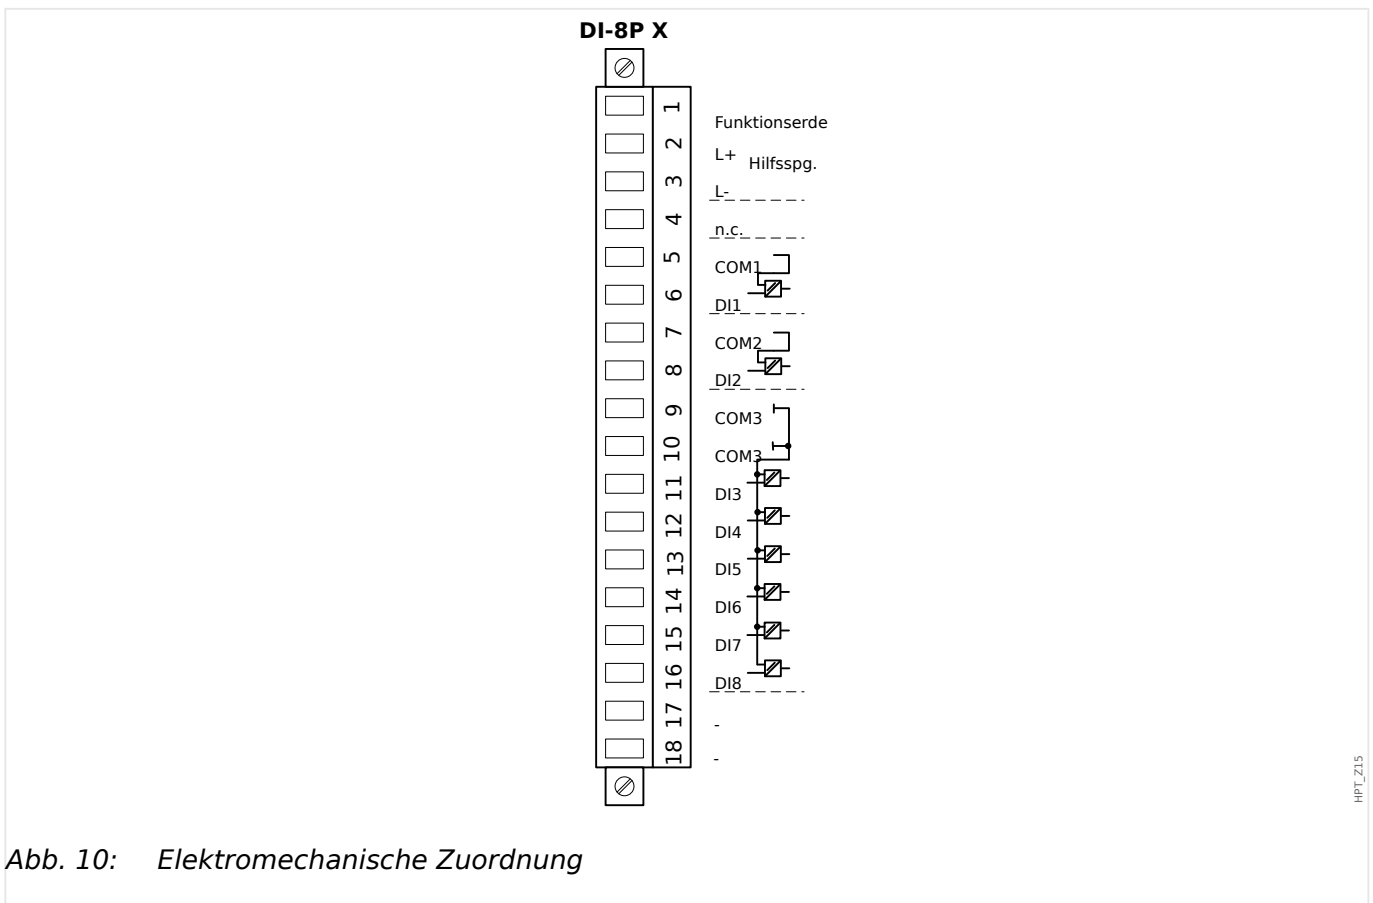 DI-8P X
1 Funktionserde
2 L+ Hilfsspg.
3 L-
4 n.c.
5 COM1
6 DI1
7 COM2
8 DI2
9 COM3
10 COM3
11 DI3
12 DI4
13 DI5
14 DI6
15 DI7
16 DI8
17 -
18 -
HPT_Z15
Abb. 10: Elektromechanische Zuordnung